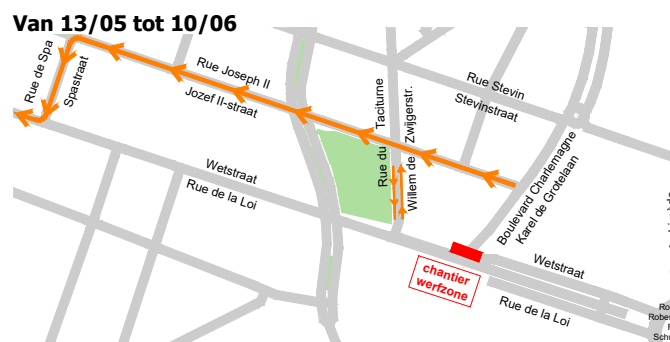 Van 13/05 tot 10/06
Rue de Spa
Spastraat
Rue Joseph II
Jozef II-straat
Rue du Taciturne
Willem de Zwijgerstr.
Rue Stevin
Stevinstraat
Boulevard Charlemagne
Karel de Grotelaan
Wetstraat
Rue de la Loi
chantier
werfzone
Wetstraat
Rue de la Loi